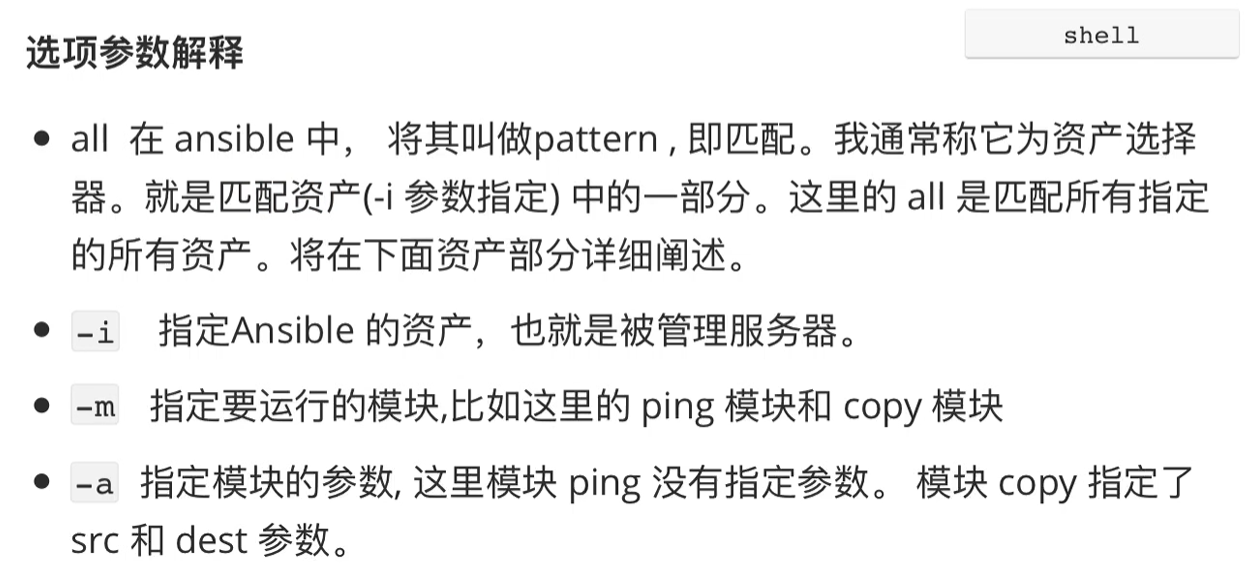 shell
选项参数解释
all 在 ansible 中， 将其叫做pattern , 即匹配。我通常称它为资产选择
器。就是匹配资产(-i 参数指定) 中的一部分。这里的 all 是匹配所有指定
的所有资产。将在下面资产部分详细阐述。
-i 指定Ansible 的资产，也就是被管理服务器。
-m 指定要运行的模块,比如这里的 ping 模块和 copy 模块
-a 指定模块的参数, 这里模块 ping 没有指定参数。 模块 copy 指定了
src 和 dest 参数。